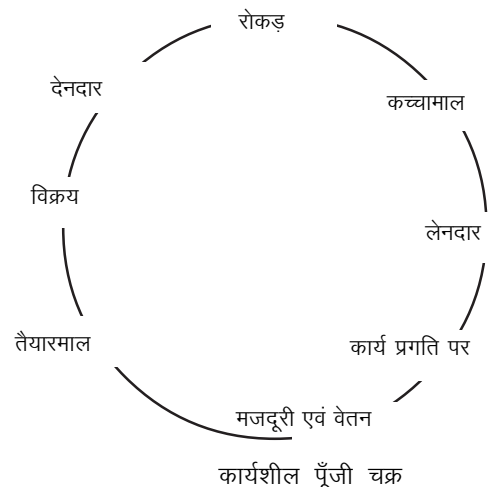 रोकड़
कच्चामाल
लेनदार
कार्य प्रगति पर
मजदूरी एवं वेतन
तैयारमाल
विक्रय
देनदार
कार्यशील पूँजी चक्र